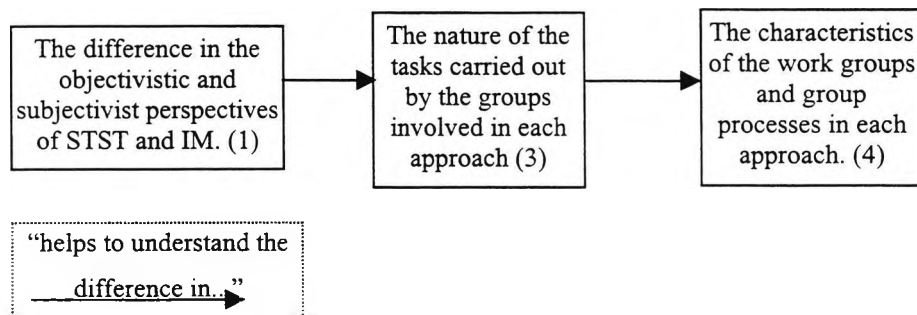 The difference in the
objectivistic and
subjectivist perspectives
of STST and IM. (1)
The nature of the
tasks carried out
by the groups
involved in each
approach (3)
The characteristics
of the work groups
and group
processes in each
approach. (4)
“helps to understand the
difference in...”